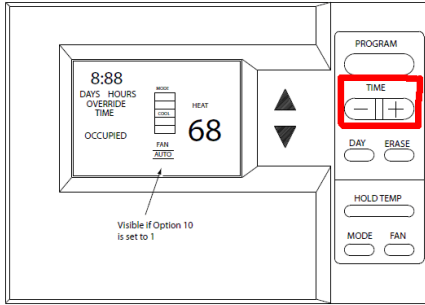 8:88
DAYS HOURS
OVERRIDE
TIME
OCCUPIED
MODE
COOL
FAN
AUTO
HEAT
68
Visible If Option 10
is set to 1
PROGRAM
TIME
− +
DAY ERASE
HOLD TEMP
MODE FAN